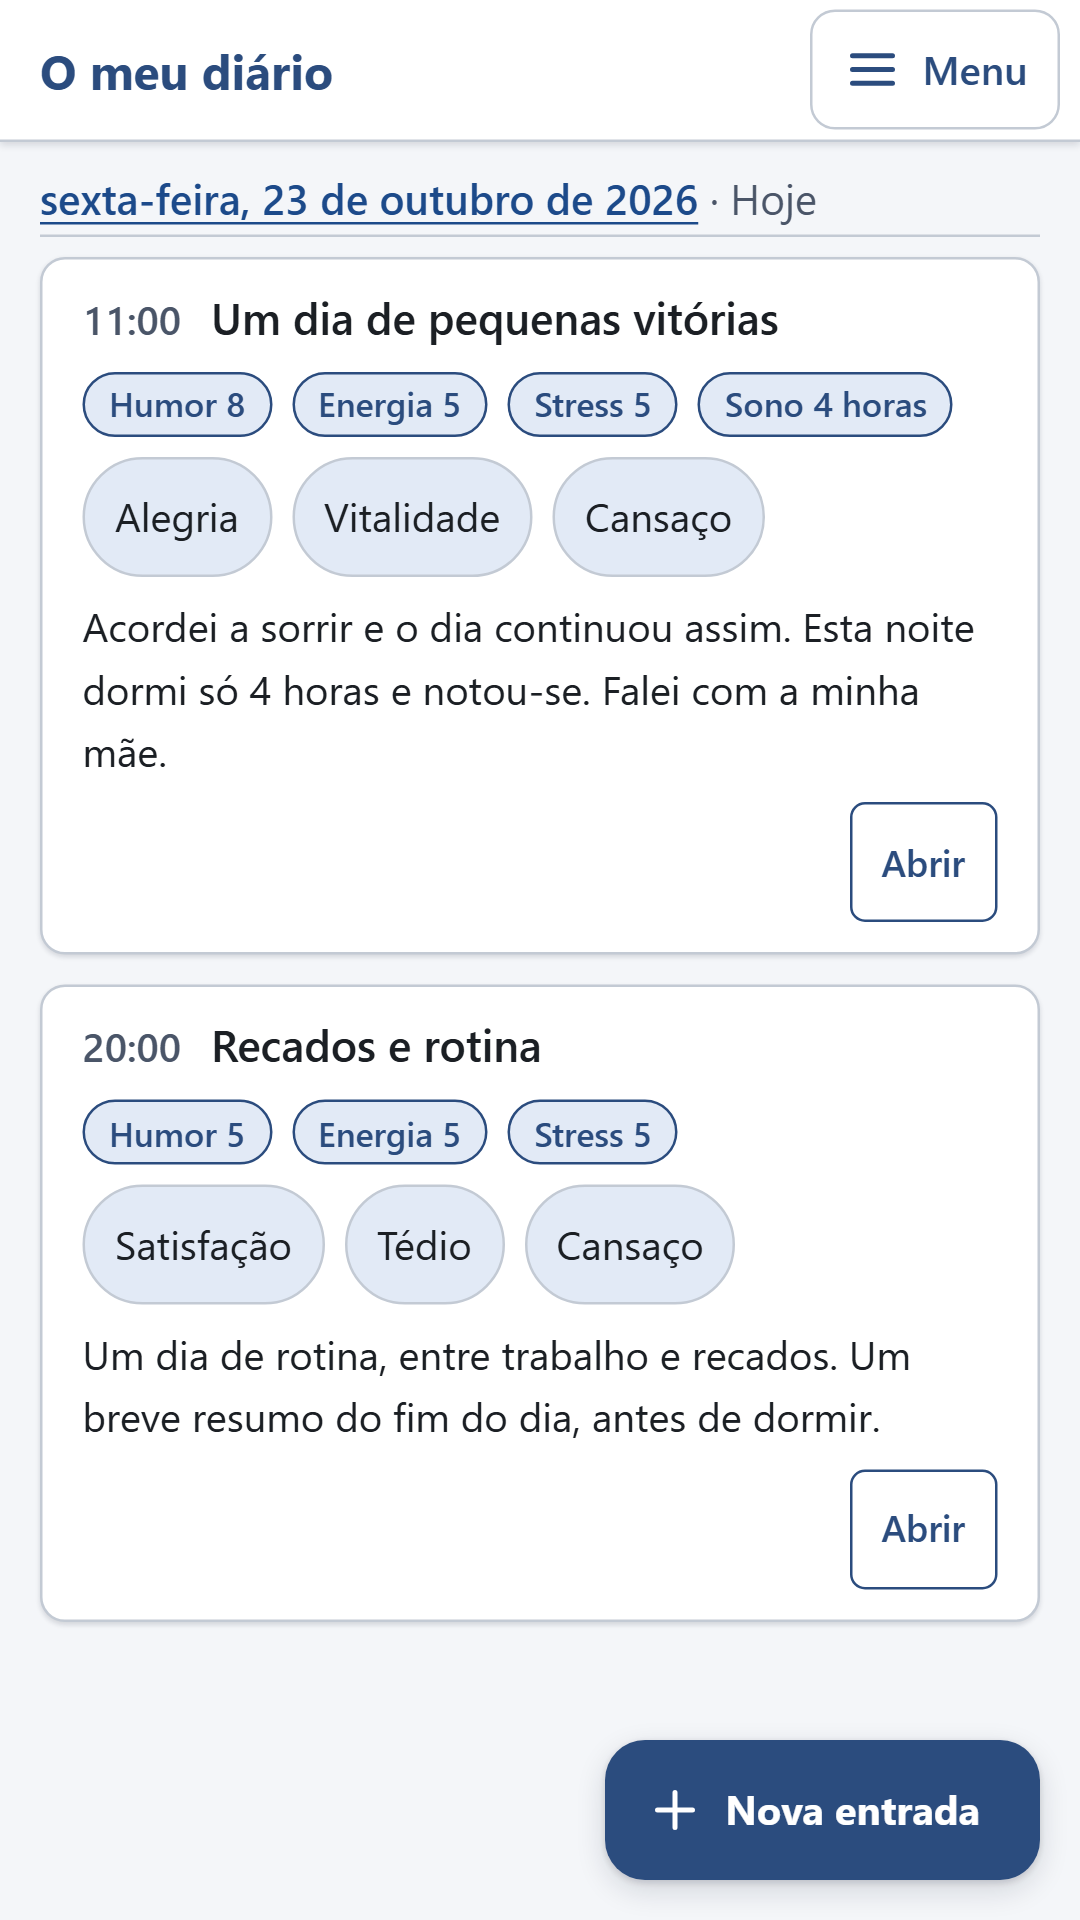 O meu diário
Menu
sexta-feira, 23 de outubro de 2026 · Hoje
11:00 Um dia de pequenas vitórias
Humor 8 Energia 5 Stress 5 Sono 4 horas
Alegria Vitalidade Cansaço
Acordei a sorrir e o dia continuou assim. Esta noite
dormi só 4 horas e notou-se. Falei com a minha
mãe.
Abrir
20:00 Recados e rotina
Humor 5 Energia 5 Stress 5
Satisfação Tédio Cansaço
Um dia de rotina, entre trabalho e recados. Um
breve resumo do fim do dia, antes de dormir.
Abrir
Nova entrada